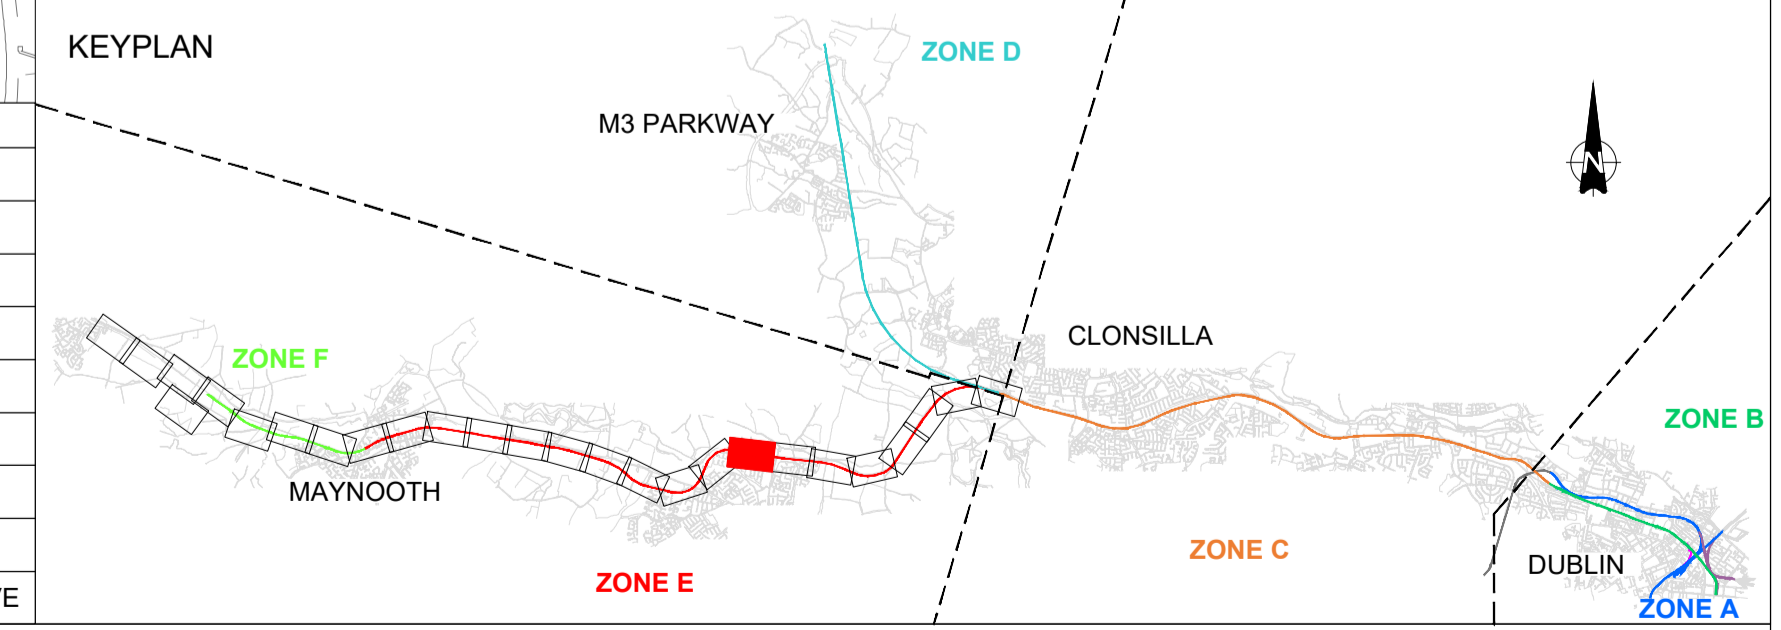 KEYPLAN
ZONE D
M3 PARKWAY
N
CLONSILLA
ZONE F
ZONE B
MAYNOOTH
ZONE C
DUBLIN
ZONE E
ZONE A